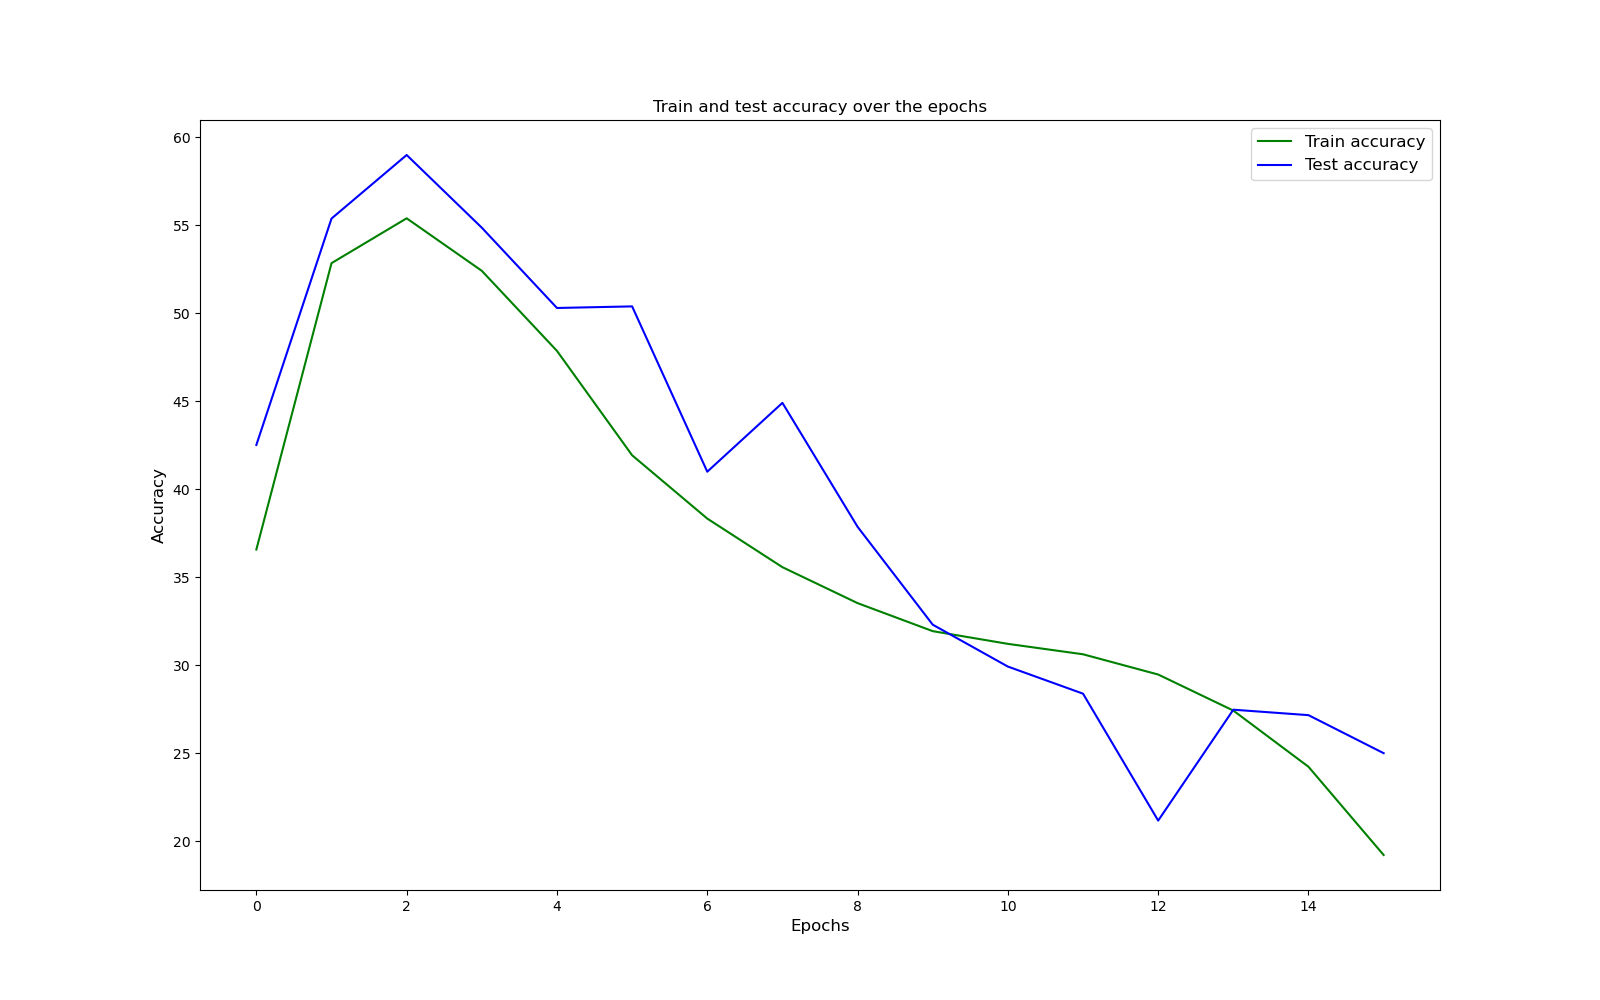 Train and test accuracy over the epochs
Train accuracy
Test accuracy
Accuracy
60
55
50
45
40
35
30
25
20
0 2 4 6 8 10 12 14
Epochs